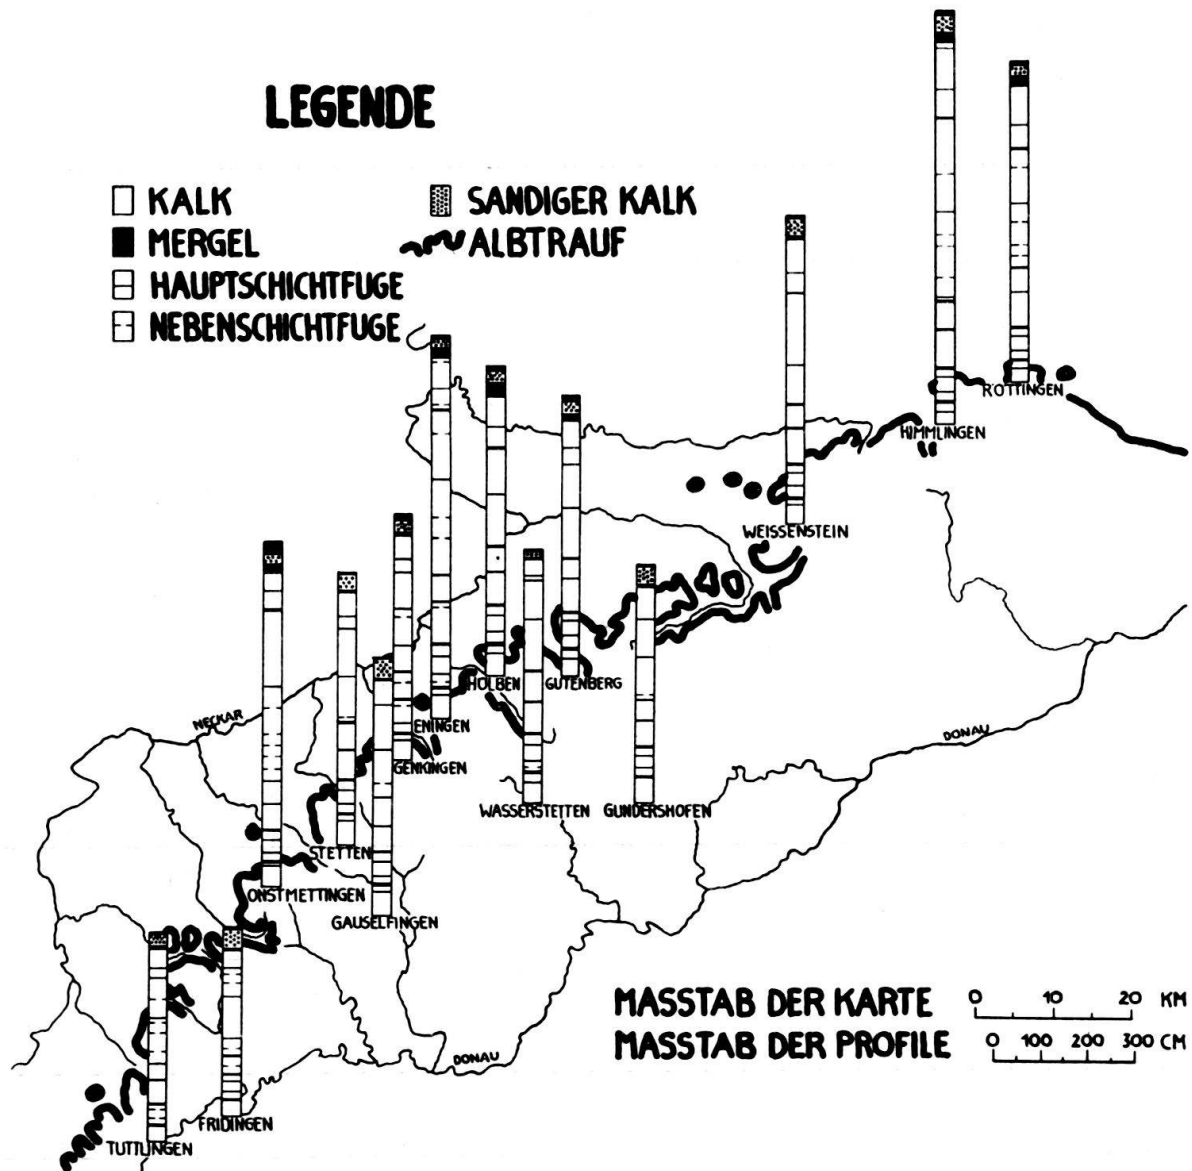 LEGENDE
KALK
SANDIGER KALK
MERGEL
ALBTRAUF
HAUPTSCHICHTFUGE
NEBENSCHICHTFUGE
RÖTTINGEN
HIMMLINGEN
WEISSENSTEIN
HOLBEN
GUTENBERG
NECKAR
ENINGEN
DONAU
GENKINGEN
WASSERSTETTEN
GUNDERSHOFEN
STETTEN
ONSTMETTINGEN
GAUSELFINGEN
MASSTAB DER KARTE 0 10 20 KM
MASSTAB DER PROFILE 0 100 200 300 CM
DONAU
FRIDINGEN
TUTTLINGEN